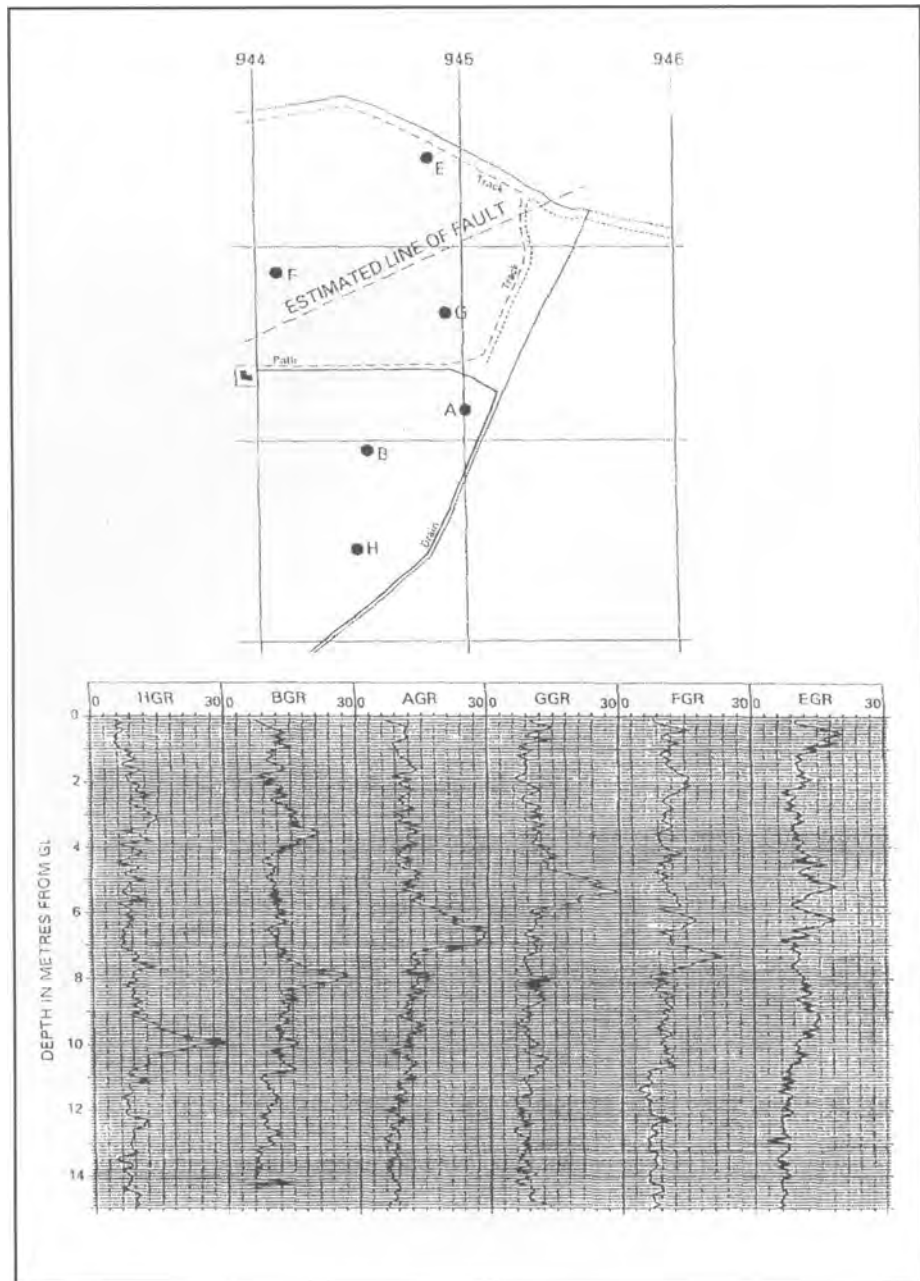 944 945 946
E
Track
ESTIMATED LINE OF FAULT
F
Track
G
Path
A
B
Drain
H
0 HGR 30 0 BGR 30 0 AGR 30 0 GGR 30 0 FGR 30 0 EGR 30
0
2
4
6
8
10
12
14
DEPTH IN METRES FROM GL